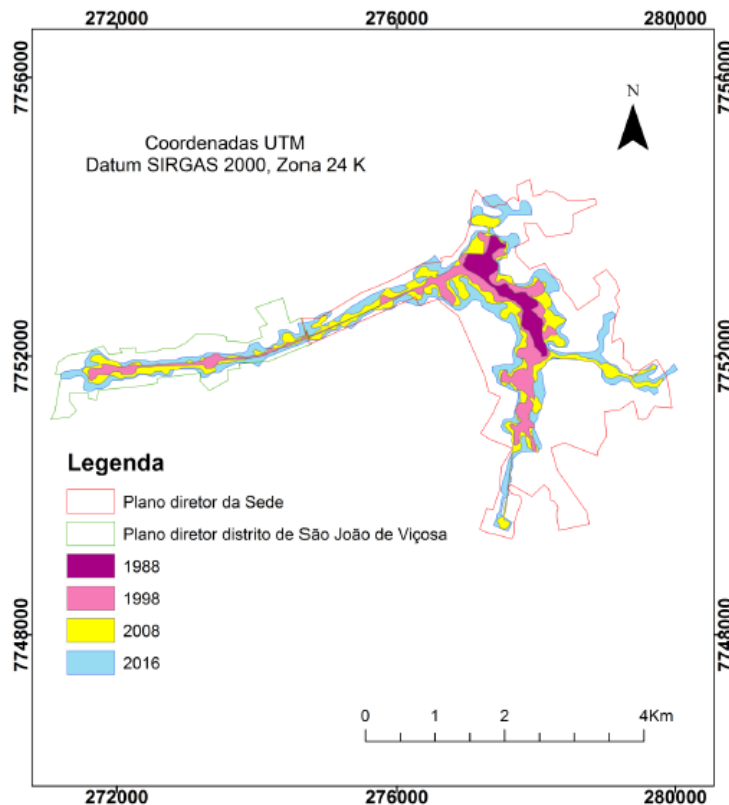 272000 276000 280000
7756000 7756000
N
Coordenadas UTM
Datum SIRGAS 2000, Zona 24 K
7752000 7752000
Legenda
Plano diretor da Sede
Plano diretor distrito de São João de Viçosa
1988
1998
2008
2016
7748000 7748000
0 1 2 4Km
272000 276000 280000